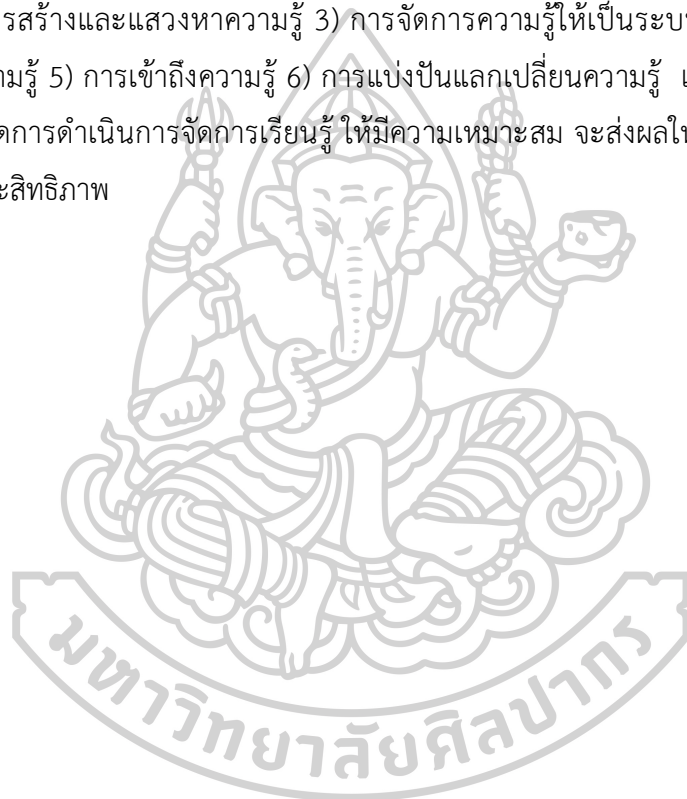 รสร้างและแสวงหาความรู้ 3) การจัดการความรู้ให้เป็นระบบ
ามรู้ 5) การเข้าถึงความรู้ 6) การแบ่งปันแลกเปลี่ยนความรู้ เ
ดการดำเนินการจัดการเรียนรู้ ให้มีความเหมาะสม จะส่งผลให
ะสิทธิภาพ
มหาวิทยาลัยศิลปากร